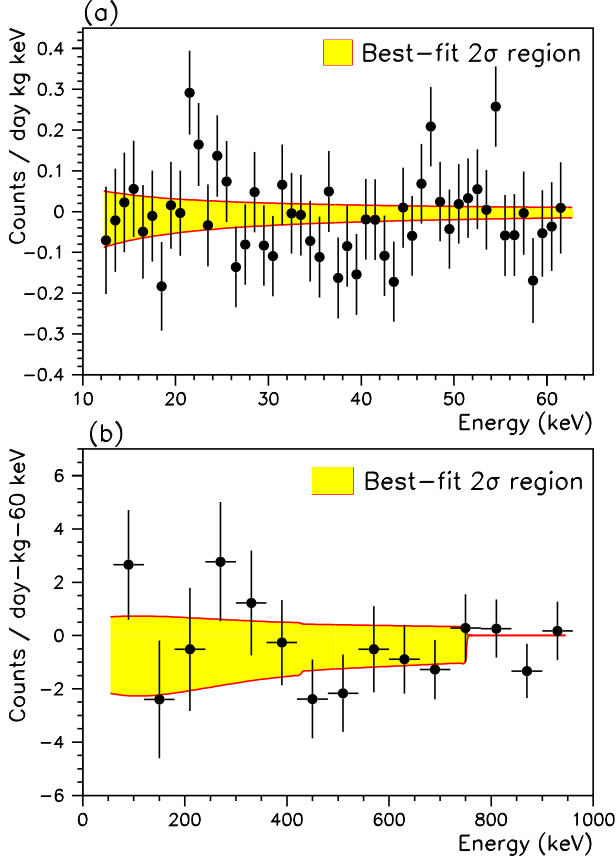 (a)
Counts / day kg keV
Best-fit 2σ region
0.4
0.3
0.2
0.1
0
-0.1
-0.2
-0.3
-0.4
10 20 30 40 50 60
Energy (keV)
(b)
Counts / day-kg-60 keV
Best-fit 2σ region
6
4
2
0
-2
-4
-6
0 200 400 600 800 1000
Energy (keV)